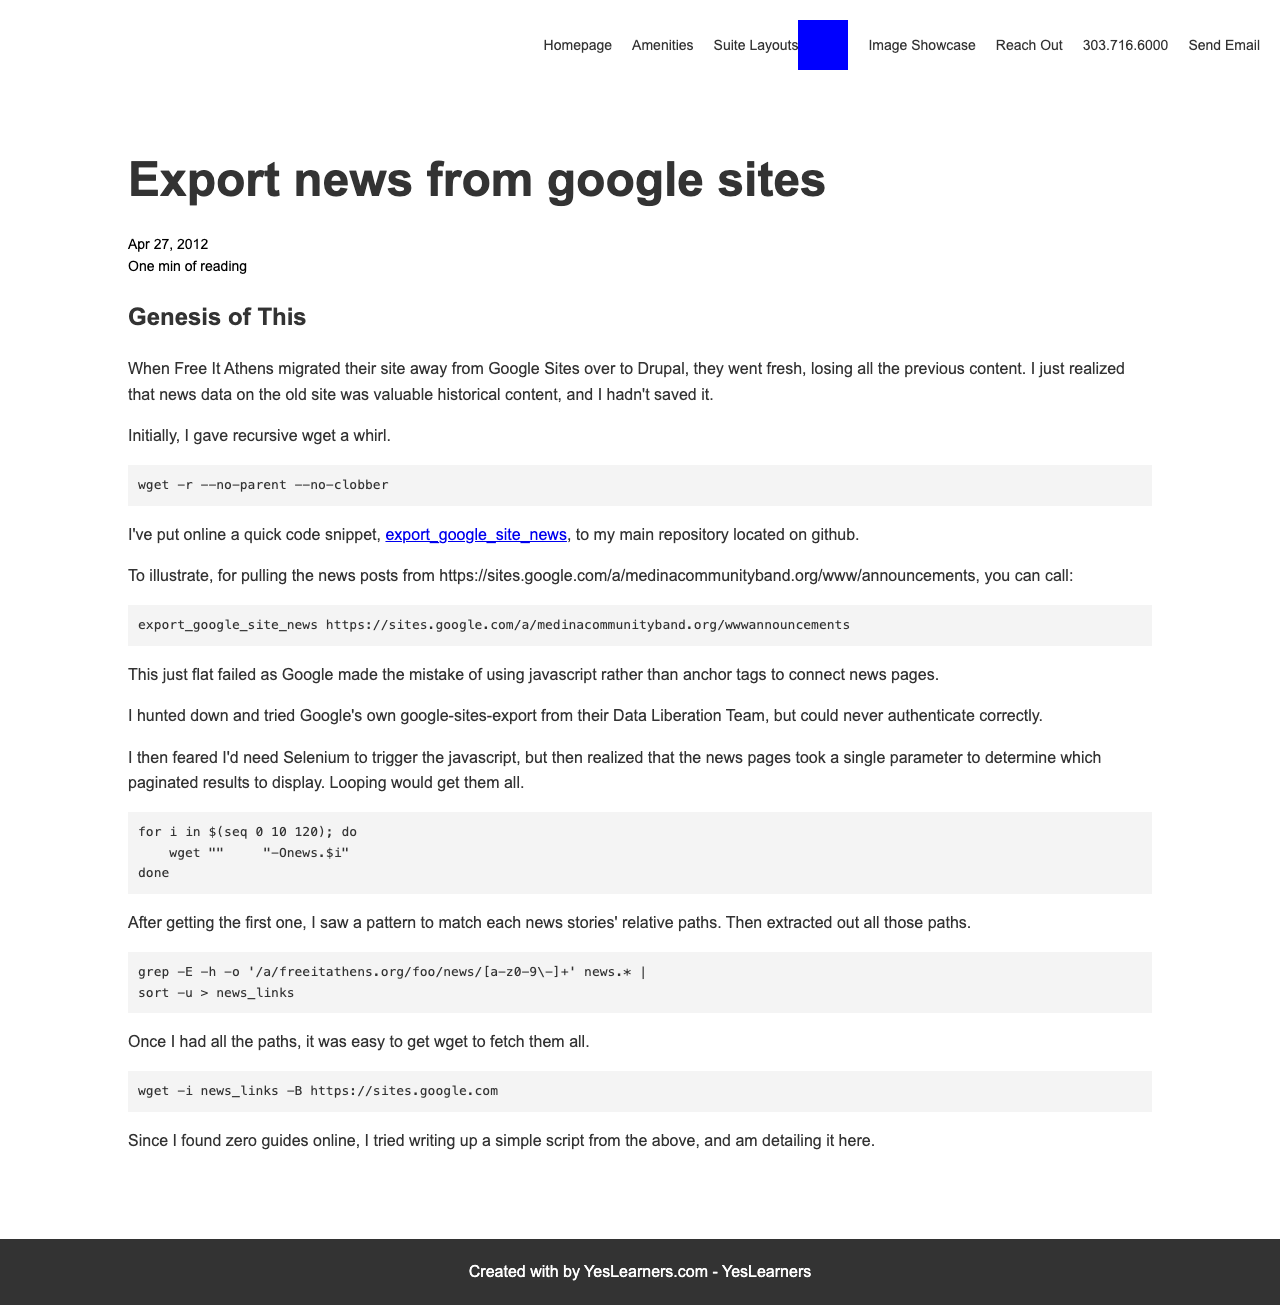 Homepage Amenities Suite Layouts Image Showcase Reach Out 303.716.6000 Send Email
Export news from google sites
Apr 27, 2012
One min of reading
Genesis of This
When Free It Athens migrated their site away from Google Sites over to Drupal, they went fresh, losing all the previous content. I just realized
that news data on the old site was valuable historical content, and I hadn't saved it.
Initially, I gave recursive wget a whirl.
wget -r --no-parent --no-clobber
I've put online a quick code snippet, export_google_site_news, to my main repository located on github.
To illustrate, for pulling the news posts from https://sites.google.com/a/medinacommunityband.org/www/announcements, you can call:
export_google_site_news https://sites.google.com/a/medinacommunityband.org/wwwannouncements
This just flat failed as Google made the mistake of using javascript rather than anchor tags to connect news pages.
I hunted down and tried Google's own google-sites-export from their Data Liberation Team, but could never authenticate correctly.
I then feared I'd need Selenium to trigger the javascript, but then realized that the news pages took a single parameter to determine which
paginated results to display. Looping would get them all.
for i in $(seq 0 10 120); do
    wget ""     "-Onews.$i"
done
After getting the first one, I saw a pattern to match each news stories' relative paths. Then extracted out all those paths.
grep -E -h -o '/a/freeitathens.org/foo/news/[a-z0-9\-]+' news.* |
sort -u > news_links
Once I had all the paths, it was easy to get wget to fetch them all.
wget -i news_links -B https://sites.google.com
Since I found zero guides online, I tried writing up a simple script from the above, and am detailing it here.
Created with by YesLearners.com - YesLearners